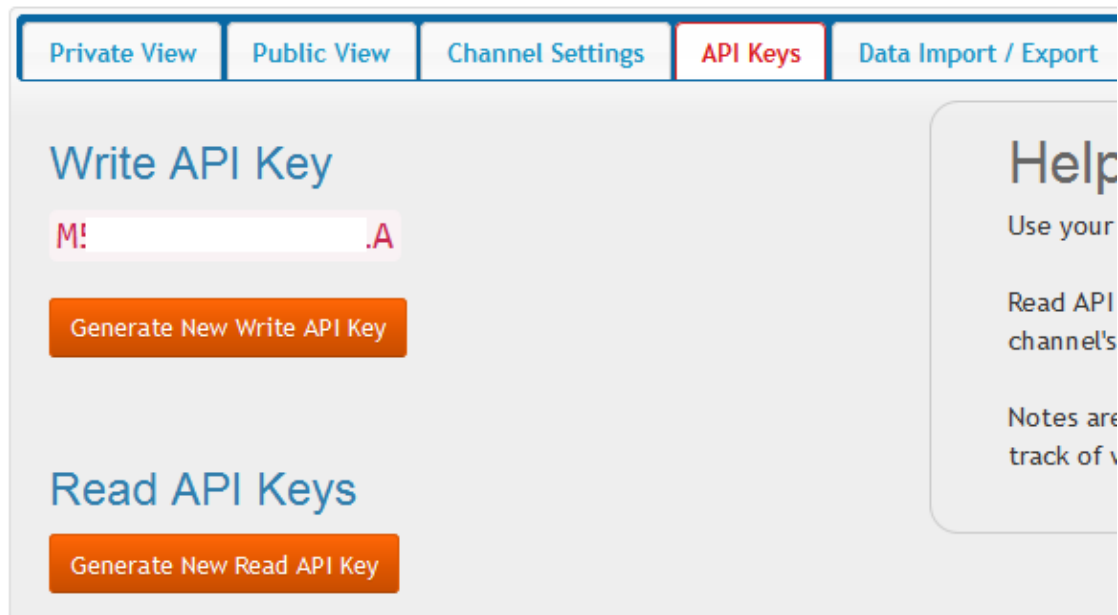 Private View
Public View
Channel Settings
API Keys
Data Import / Export
Write API Key
M .A
Generate New Write API Key
Read API Keys
Generate New Read API Key
Help
Use your
Read API
channel's
Notes are
track of